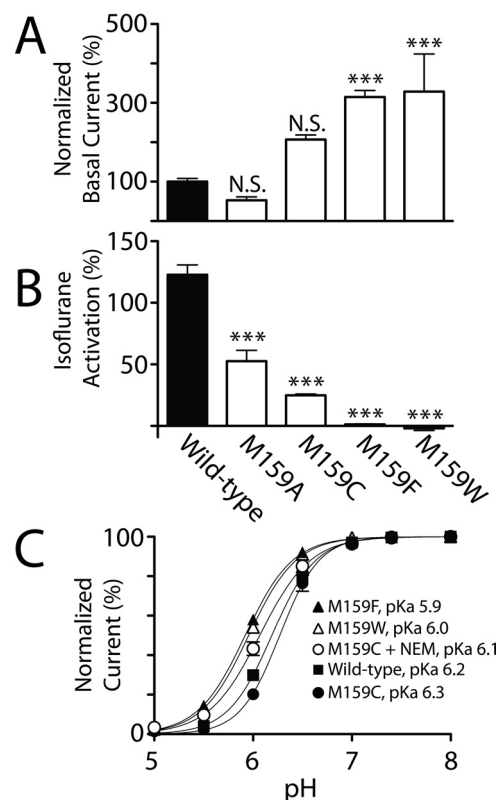 A
Normalized
Basal Current (%)
500
300
100
N.S.
N.S.
***
***
B
Isoflurane
Activation (%)
150
100
50
***
***
***
***
Wild-type
M159A
M159C
M159F
M159W
C
Normalized
Current (%)
100
0
M159F, pKa 5.9
M159W, pKa 6.0
M159C + NEM, pKa 6.1
Wild-type, pKa 6.2
M159C, pKa 6.3
5 6 7 8
pH